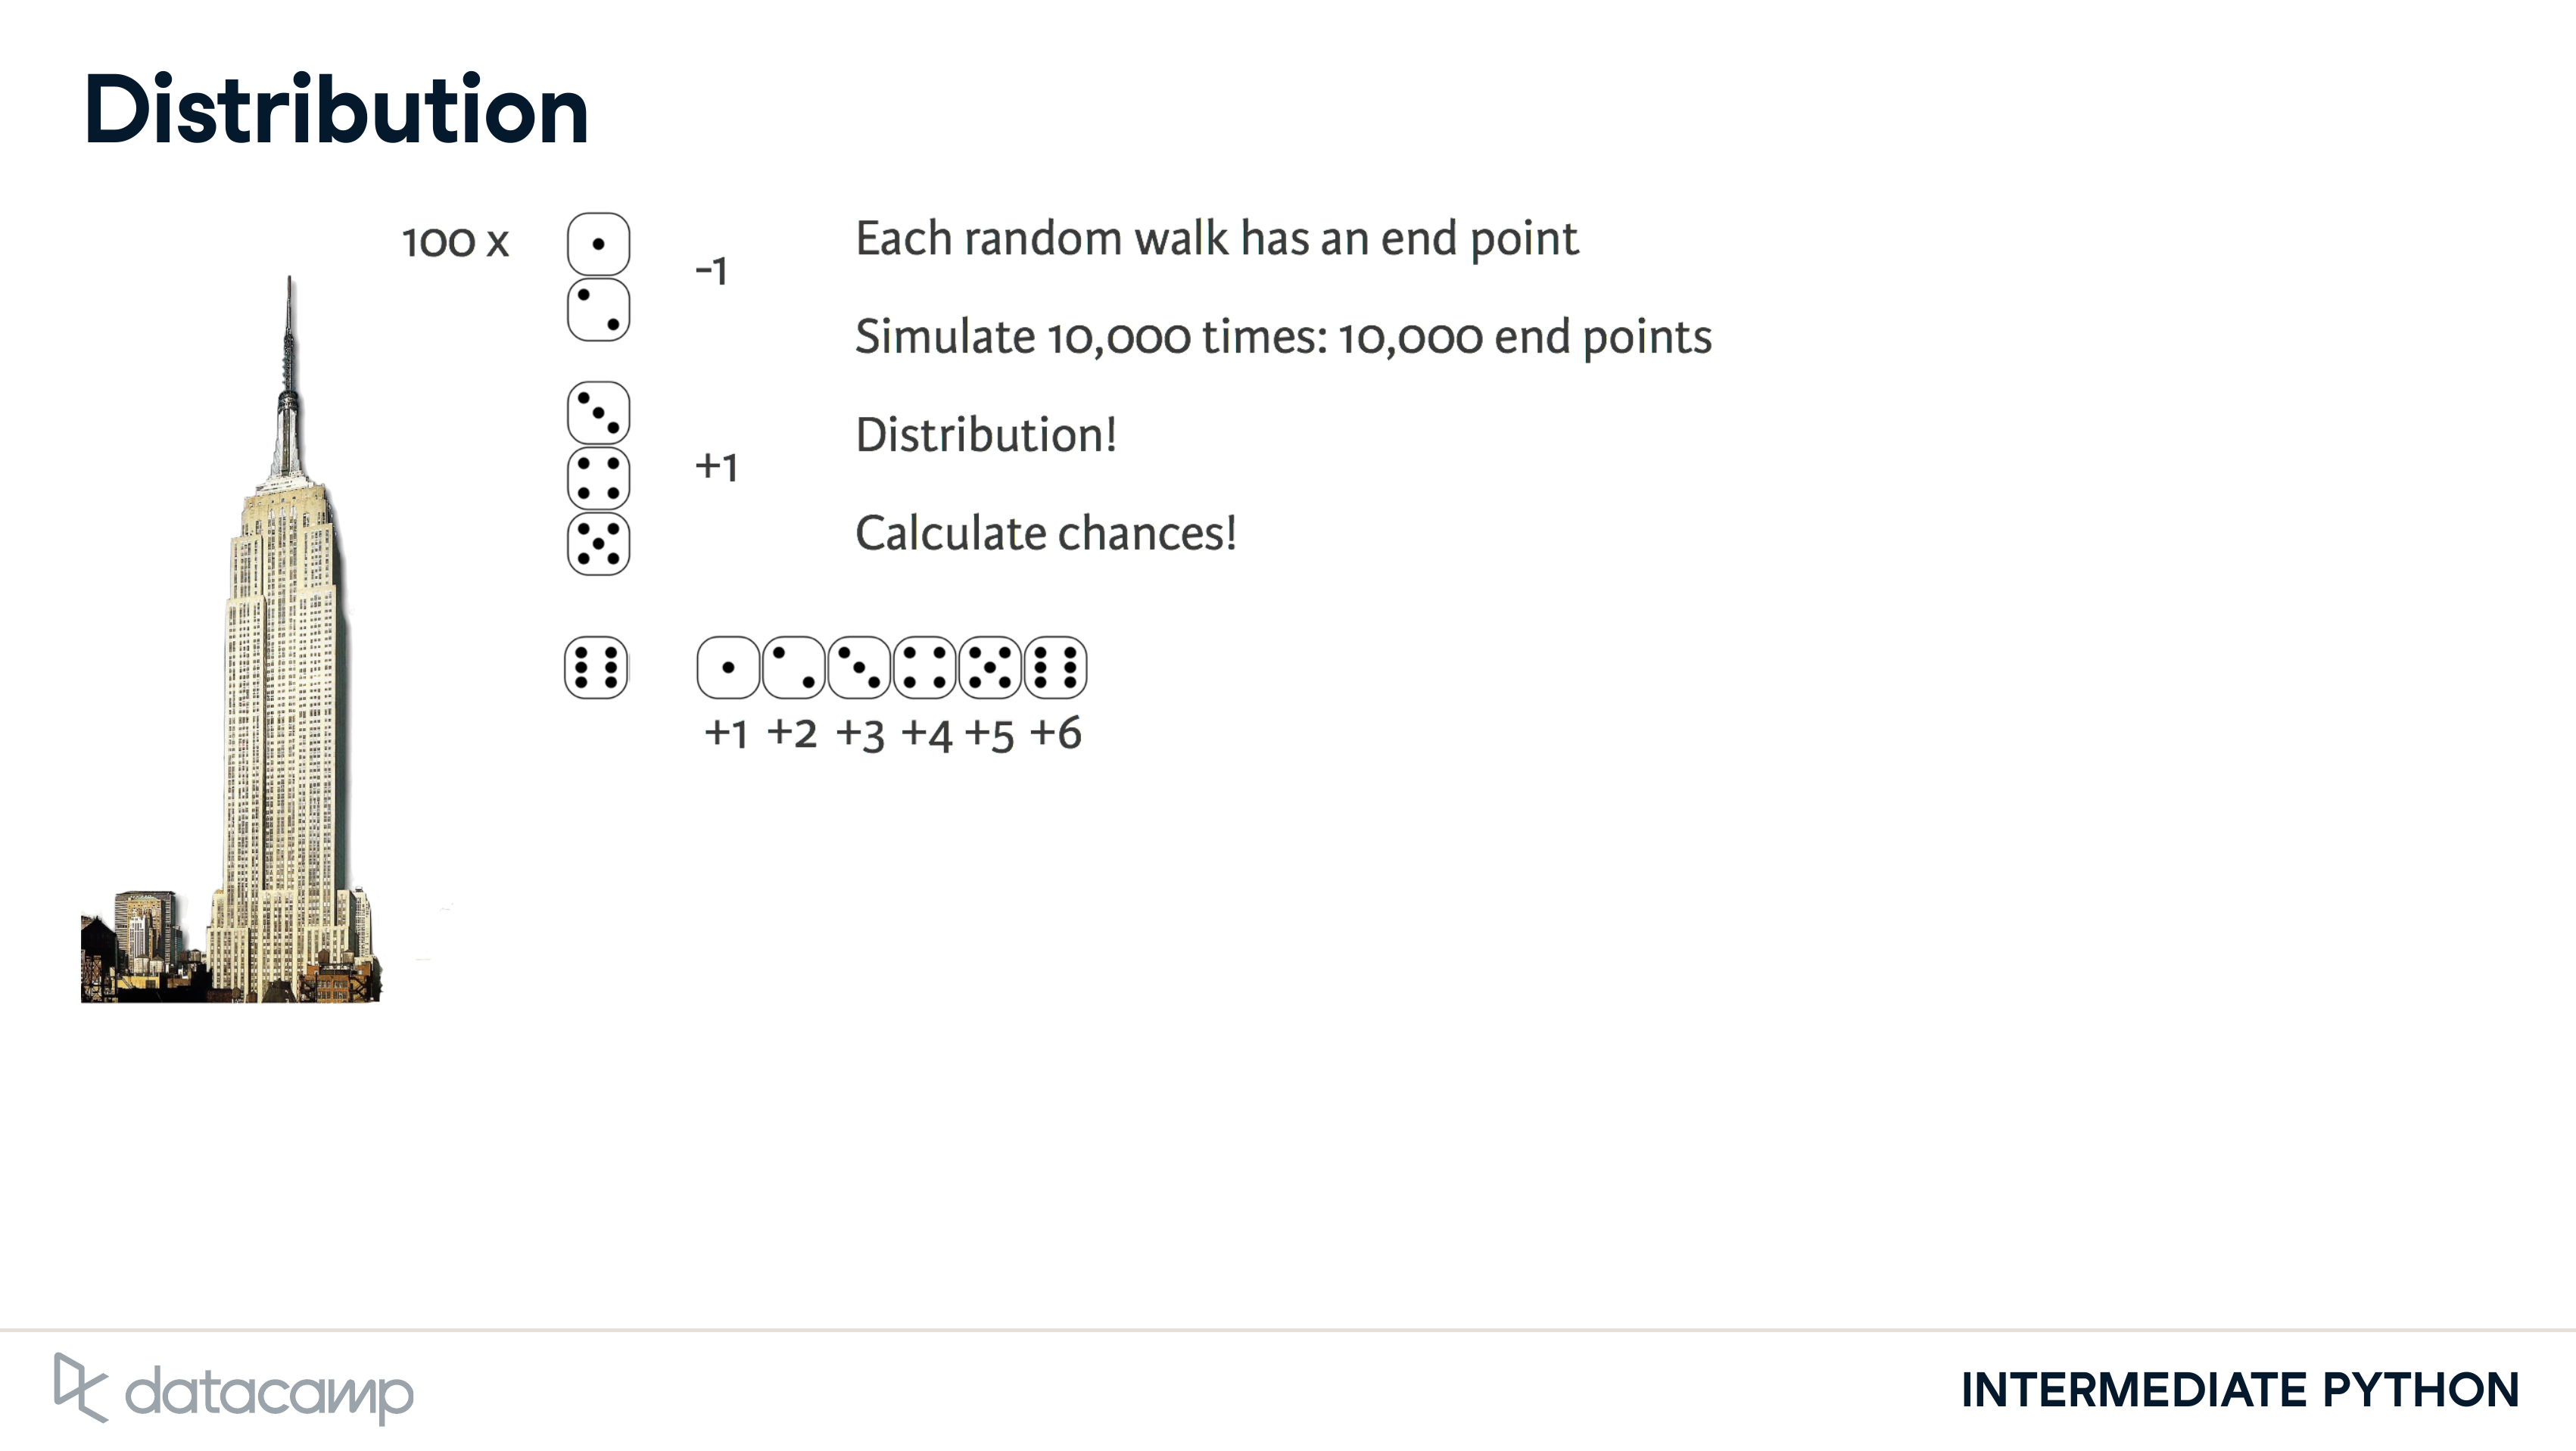 Distribution
100 x
-1
+1
+1 +2 +3 +4 +5 +6
Each random walk has an end point
Simulate 10,000 times: 10,000 end points
Distribution!
Calculate chances!
datacamp
INTERMEDIATE PYTHON